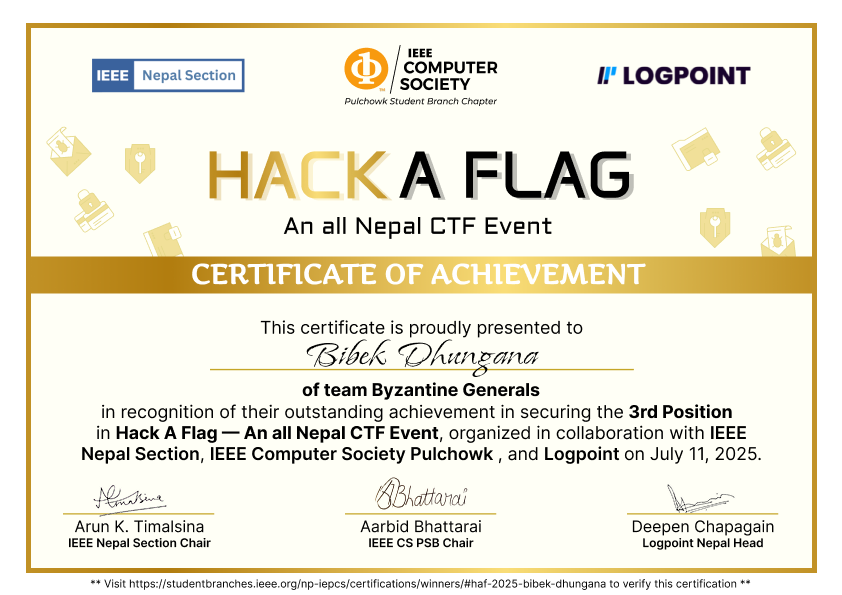 IEEE Nepal Section
IEEE
COMPUTER
SOCIETY
TM
Pulchowk Student Branch Chapter
LOGPOINT
HACK A FLAG
An all Nepal CTF Event
CERTIFICATE OF ACHIEVEMENT
This certificate is proudly presented to
Bibek Dhungana
of team Byzantine Generals
in recognition of their outstanding achievement in securing the 3rd Position
in Hack A Flag — An all Nepal CTF Event, organized in collaboration with IEEE
Nepal Section, IEEE Computer Society Pulchowk , and Logpoint on July 11, 2025.
ABhattarai
Arun K. Timalsina
IEEE Nepal Section Chair
Aarbid Bhattarai
IEEE CS PSB Chair
Deepen Chapagain
Logpoint Nepal Head
** Visit https://studentbranches.ieee.org/np-iepcs/certifications/winners/#haf-2025-bibek-dhungana to verify this certification **